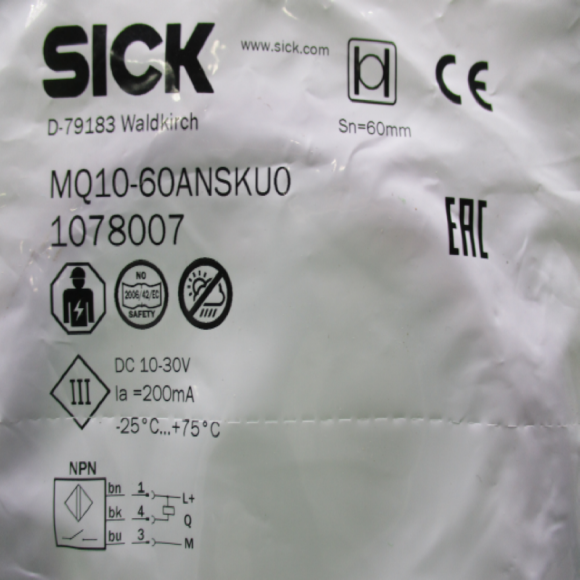 SICK
www.sick.com
CE
D-79183 Waldkirch
Sn=60mm
MQ10-60ANSKU0
1078007
EAC
NO
2006/42/EC
SAFETY
III
DC 10-30V
Ia =200mA
-25°C...+75°C
NPN
bn 1 L+
bk 4 Q
bu 3 M